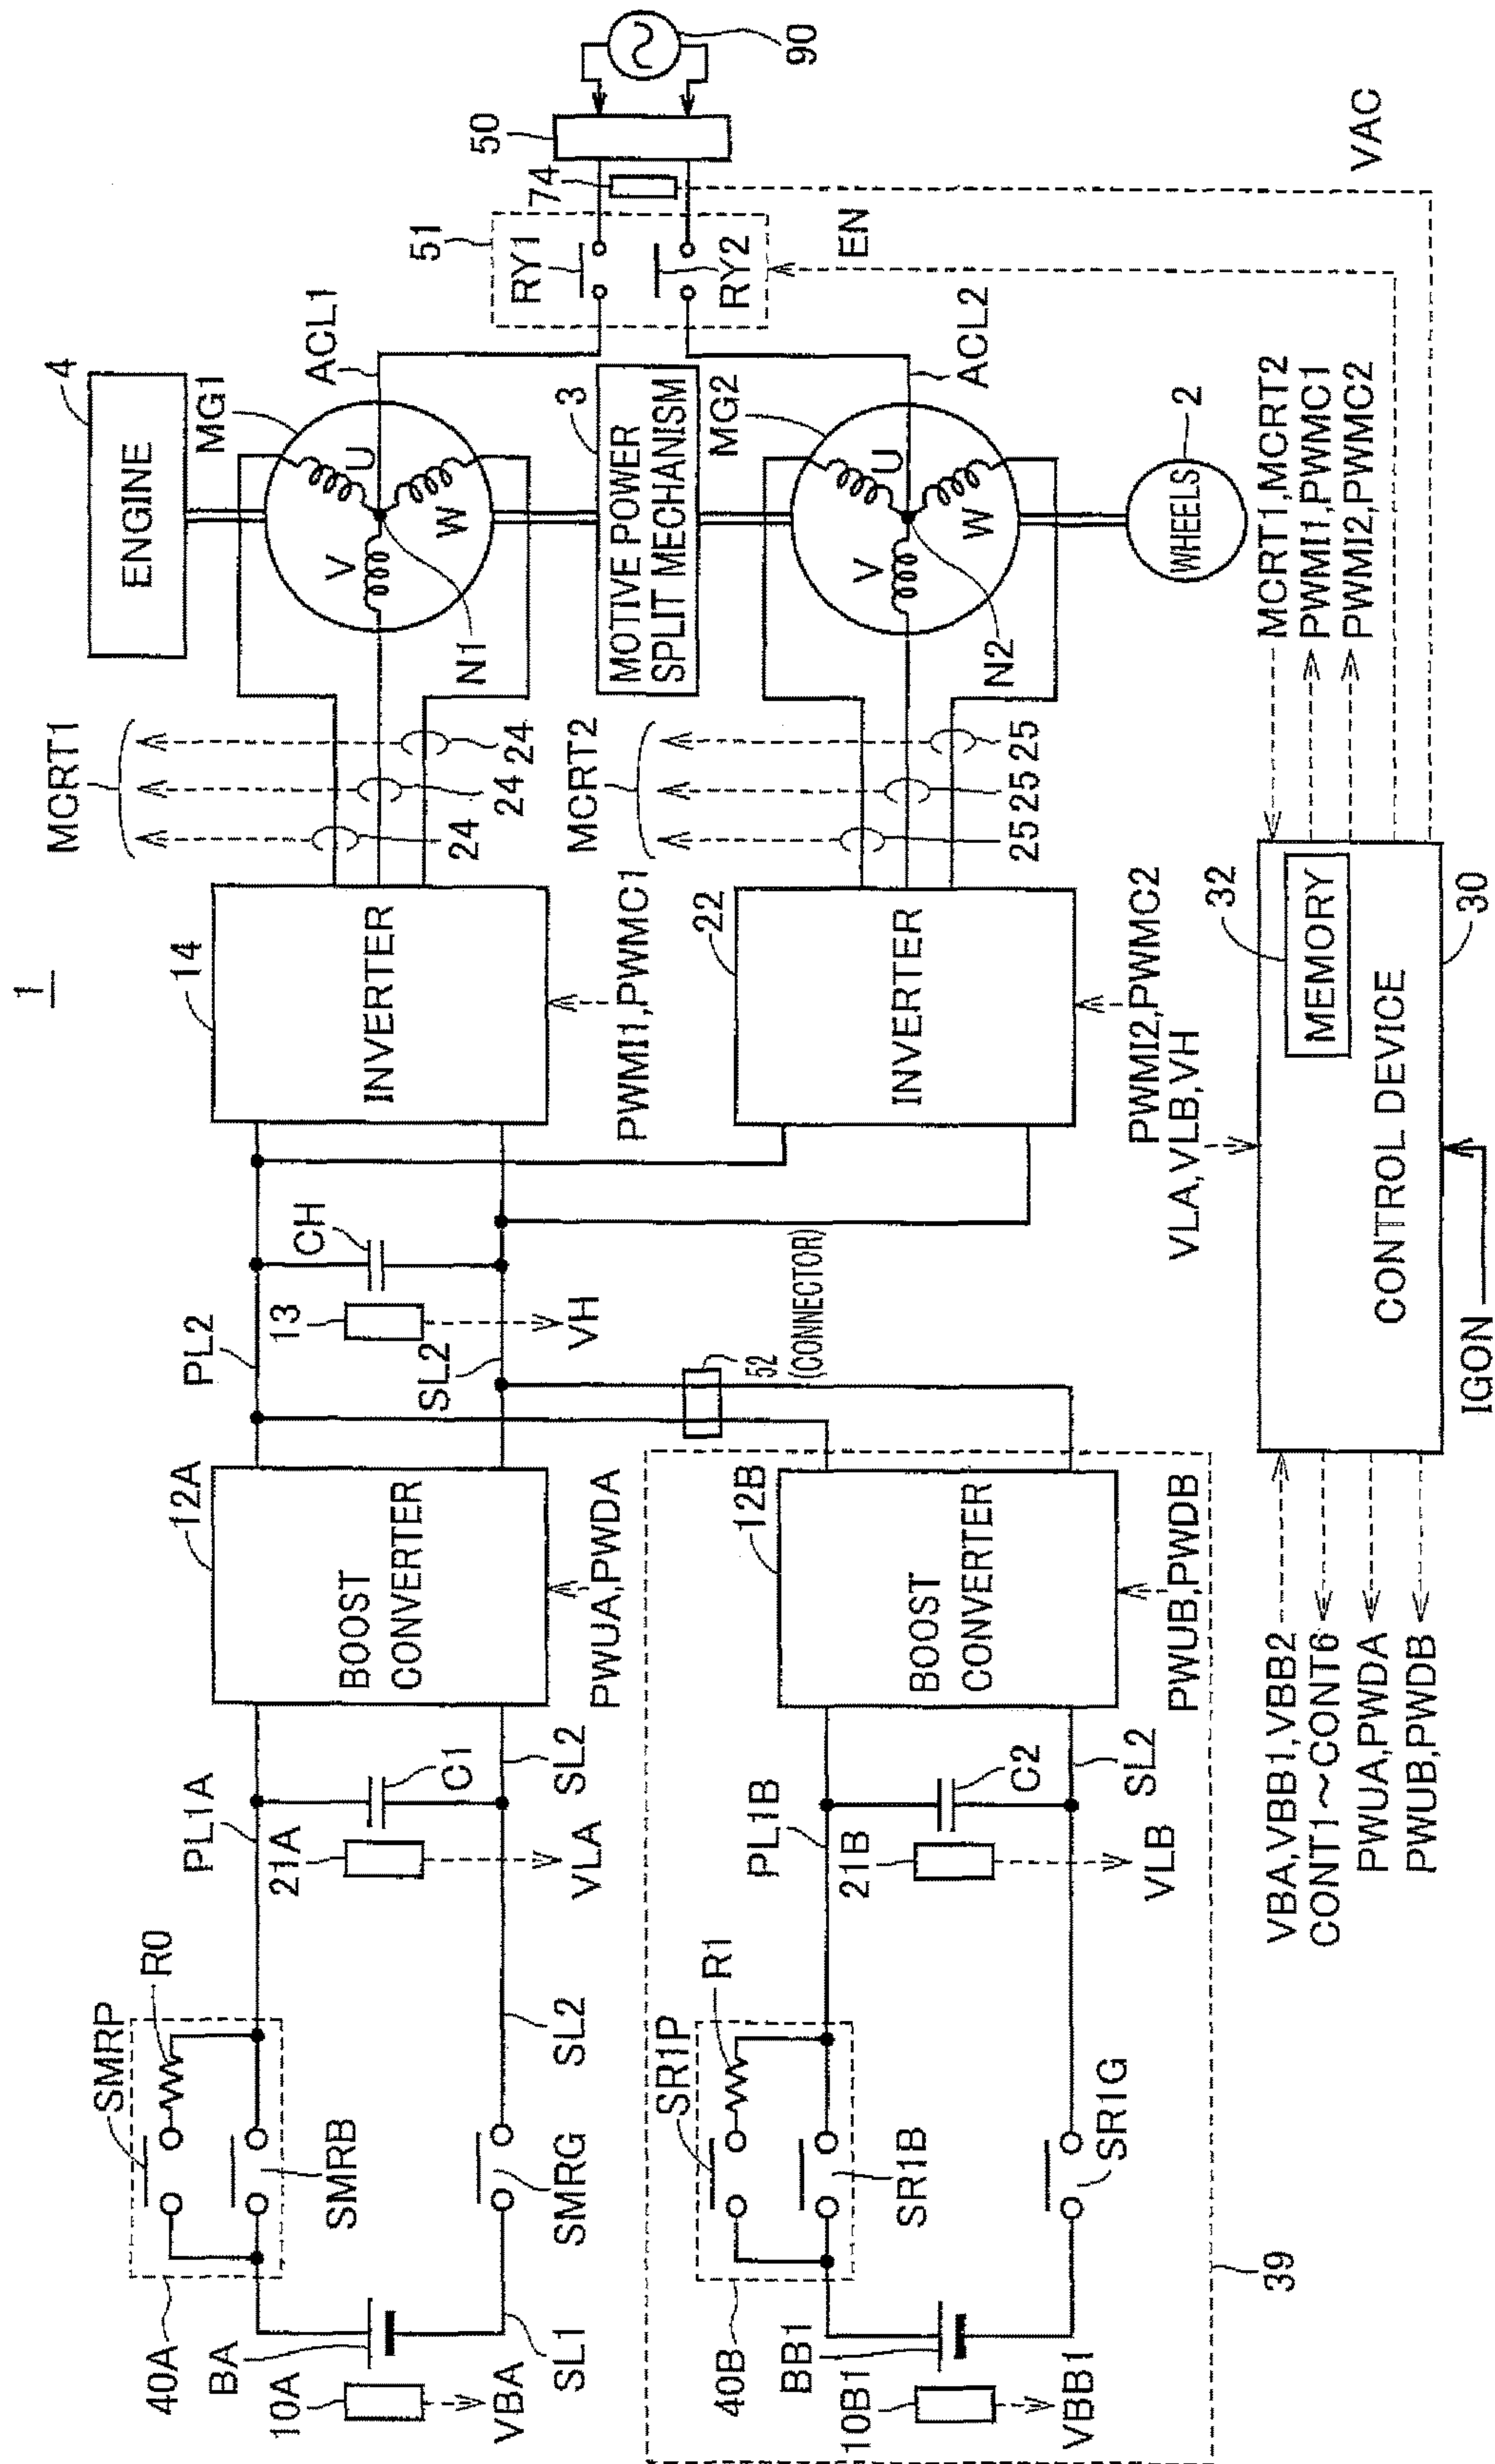 1
40A
SMRP
R0
SMRB
BA
10A
VBA
SL1
SMRG
SL2
PL1A
21A
C1
VLA
SL2
12A
BOOST
CONVERTER
PWUA,PWDA
PL2
SL2
13
CH
VH
14
INVERTER
PWMI1,PWMC1
MCRT1
24
24
24
4
ENGINE
MG1
U
V
W
N1
ACL1
3
MOTIVE POWER
SPLIT MECHANISM
51
RY1
RY2
EN
74
50
90
VAC
52
(CONNECTOR)
22
INVERTER
PWMI2,PWMC2
MCRT2
25
25
25
MG2
U
V
W
N2
ACL2
2
WHEELS
40B
SR1P
R1
SR1B
BB1
10B1
VBB1
SR1G
PL1B
21B
C2
VLB
SL2
12B
BOOST
CONVERTER
PWUB,PWDB
39
VLA,VLB,VH
32
MEMORY
CONTROL DEVICE
30
IGON
MCRT1,MCRT2
PWMI1,PWMC1
PWMI2,PWMC2
VBA,VBB1,VBB2
CONT1~CONT6
PWUA,PWDA
PWUB,PWDB